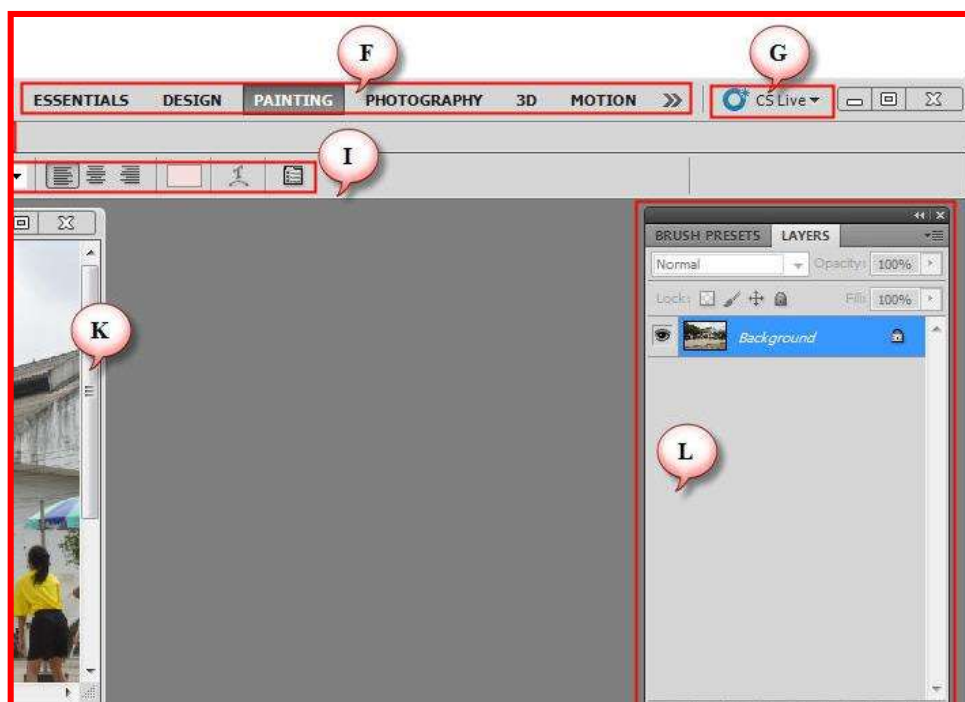 F
G
ESSENTIALS DESIGN PAINTING PHOTOGRAPHY 3D MOTION >> CS Live
I
BRUSH PRESETS LAYERS
Normal Opacity: 100%
Lock: Fill: 100%
K
Background
L